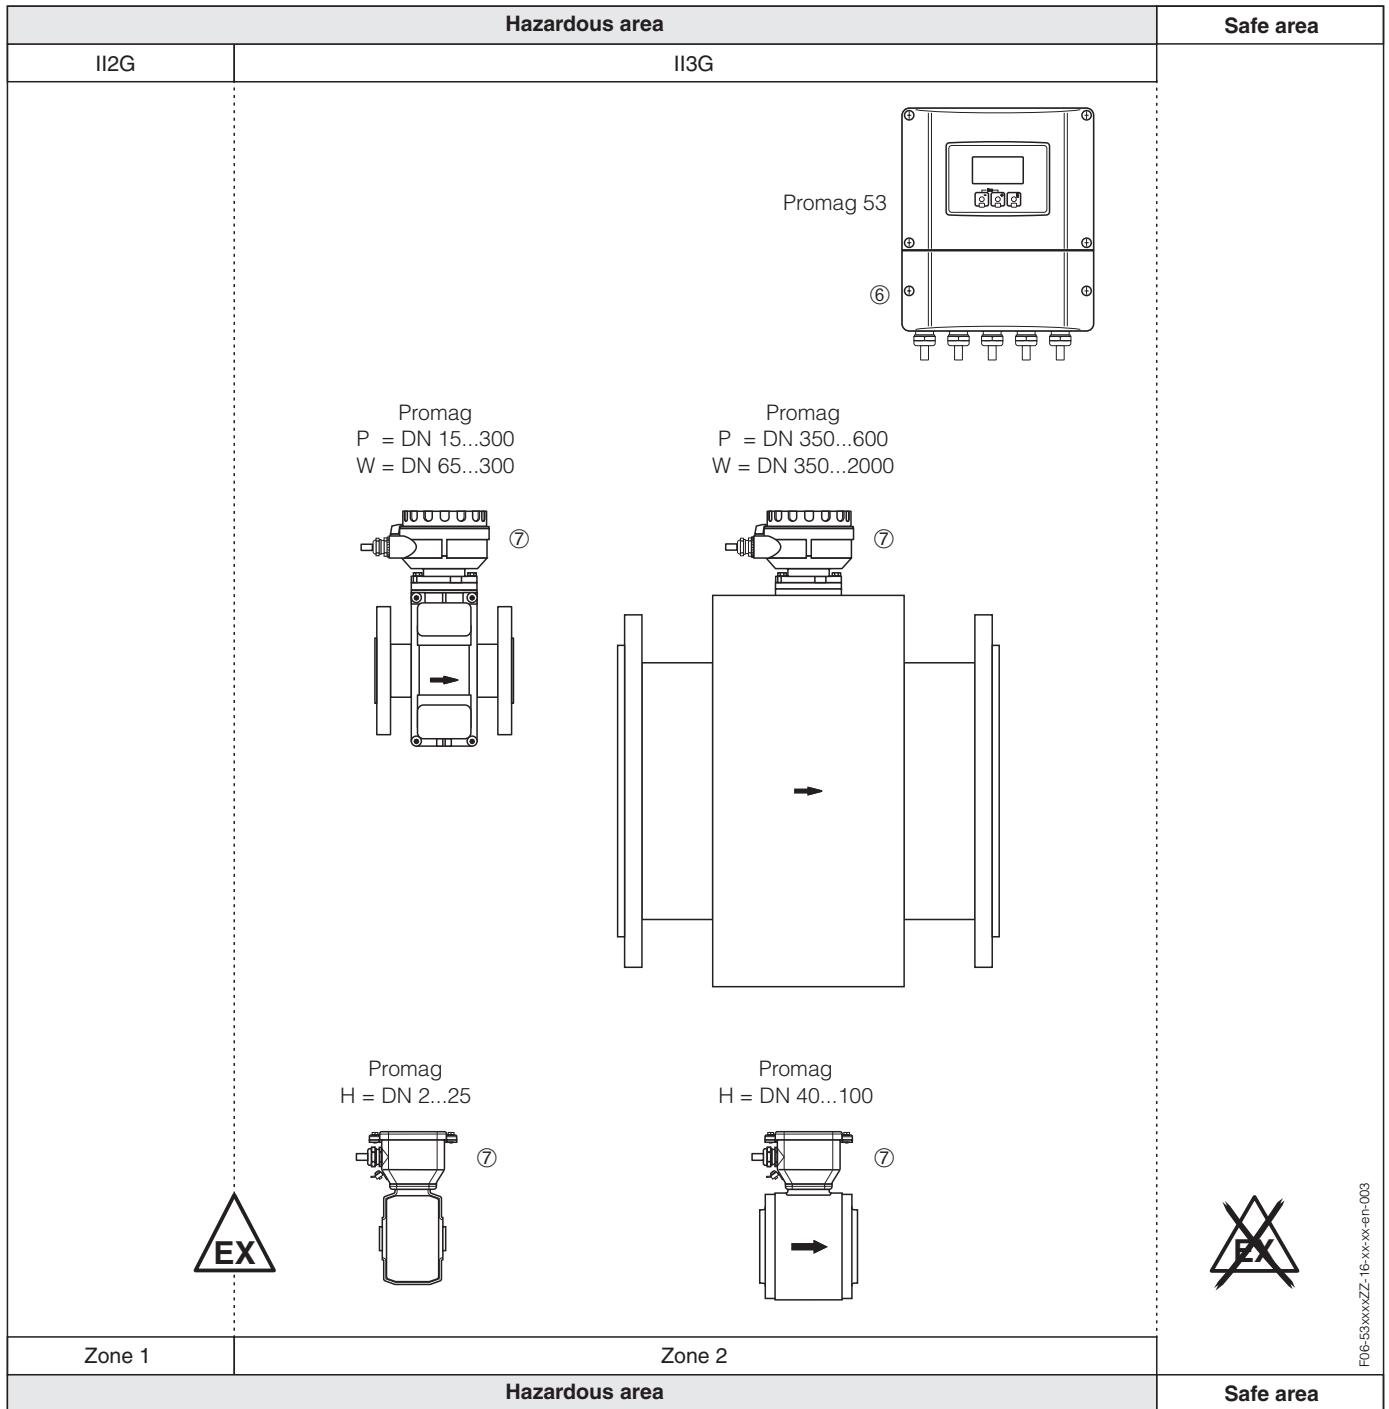 Hazardous area
Safe area
II2G
II3G
Promag 53
⑥
Promag
P = DN 15...300
W = DN 65...300
⑦
Promag
P = DN 350...600
W = DN 350...2000
⑦
Promag
H = DN 2...25
⑦
Promag
H = DN 40...100
⑦
EX
EX
F06-53xxxxZZ-16-xx-xx-en-003
Zone 1
Zone 2
Hazardous area
Safe area